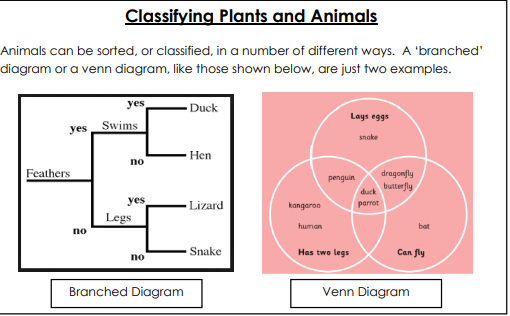 Classifying Plants and Animals
Animals can be sorted, or classified, in a number of different ways.  A 'branched'
diagram or a venn diagram, like those shown below, are just two examples.
yes
Duck
yes
Swims
no
Hen
Feathers
yes
Lizard
Legs
no
no
Snake
Branched Diagram
Lays eggs
snake
penguin
dragonfly
butterfly
duck
parrot
kangaroo
human
bat
Has two legs
Can fly
Venn Diagram